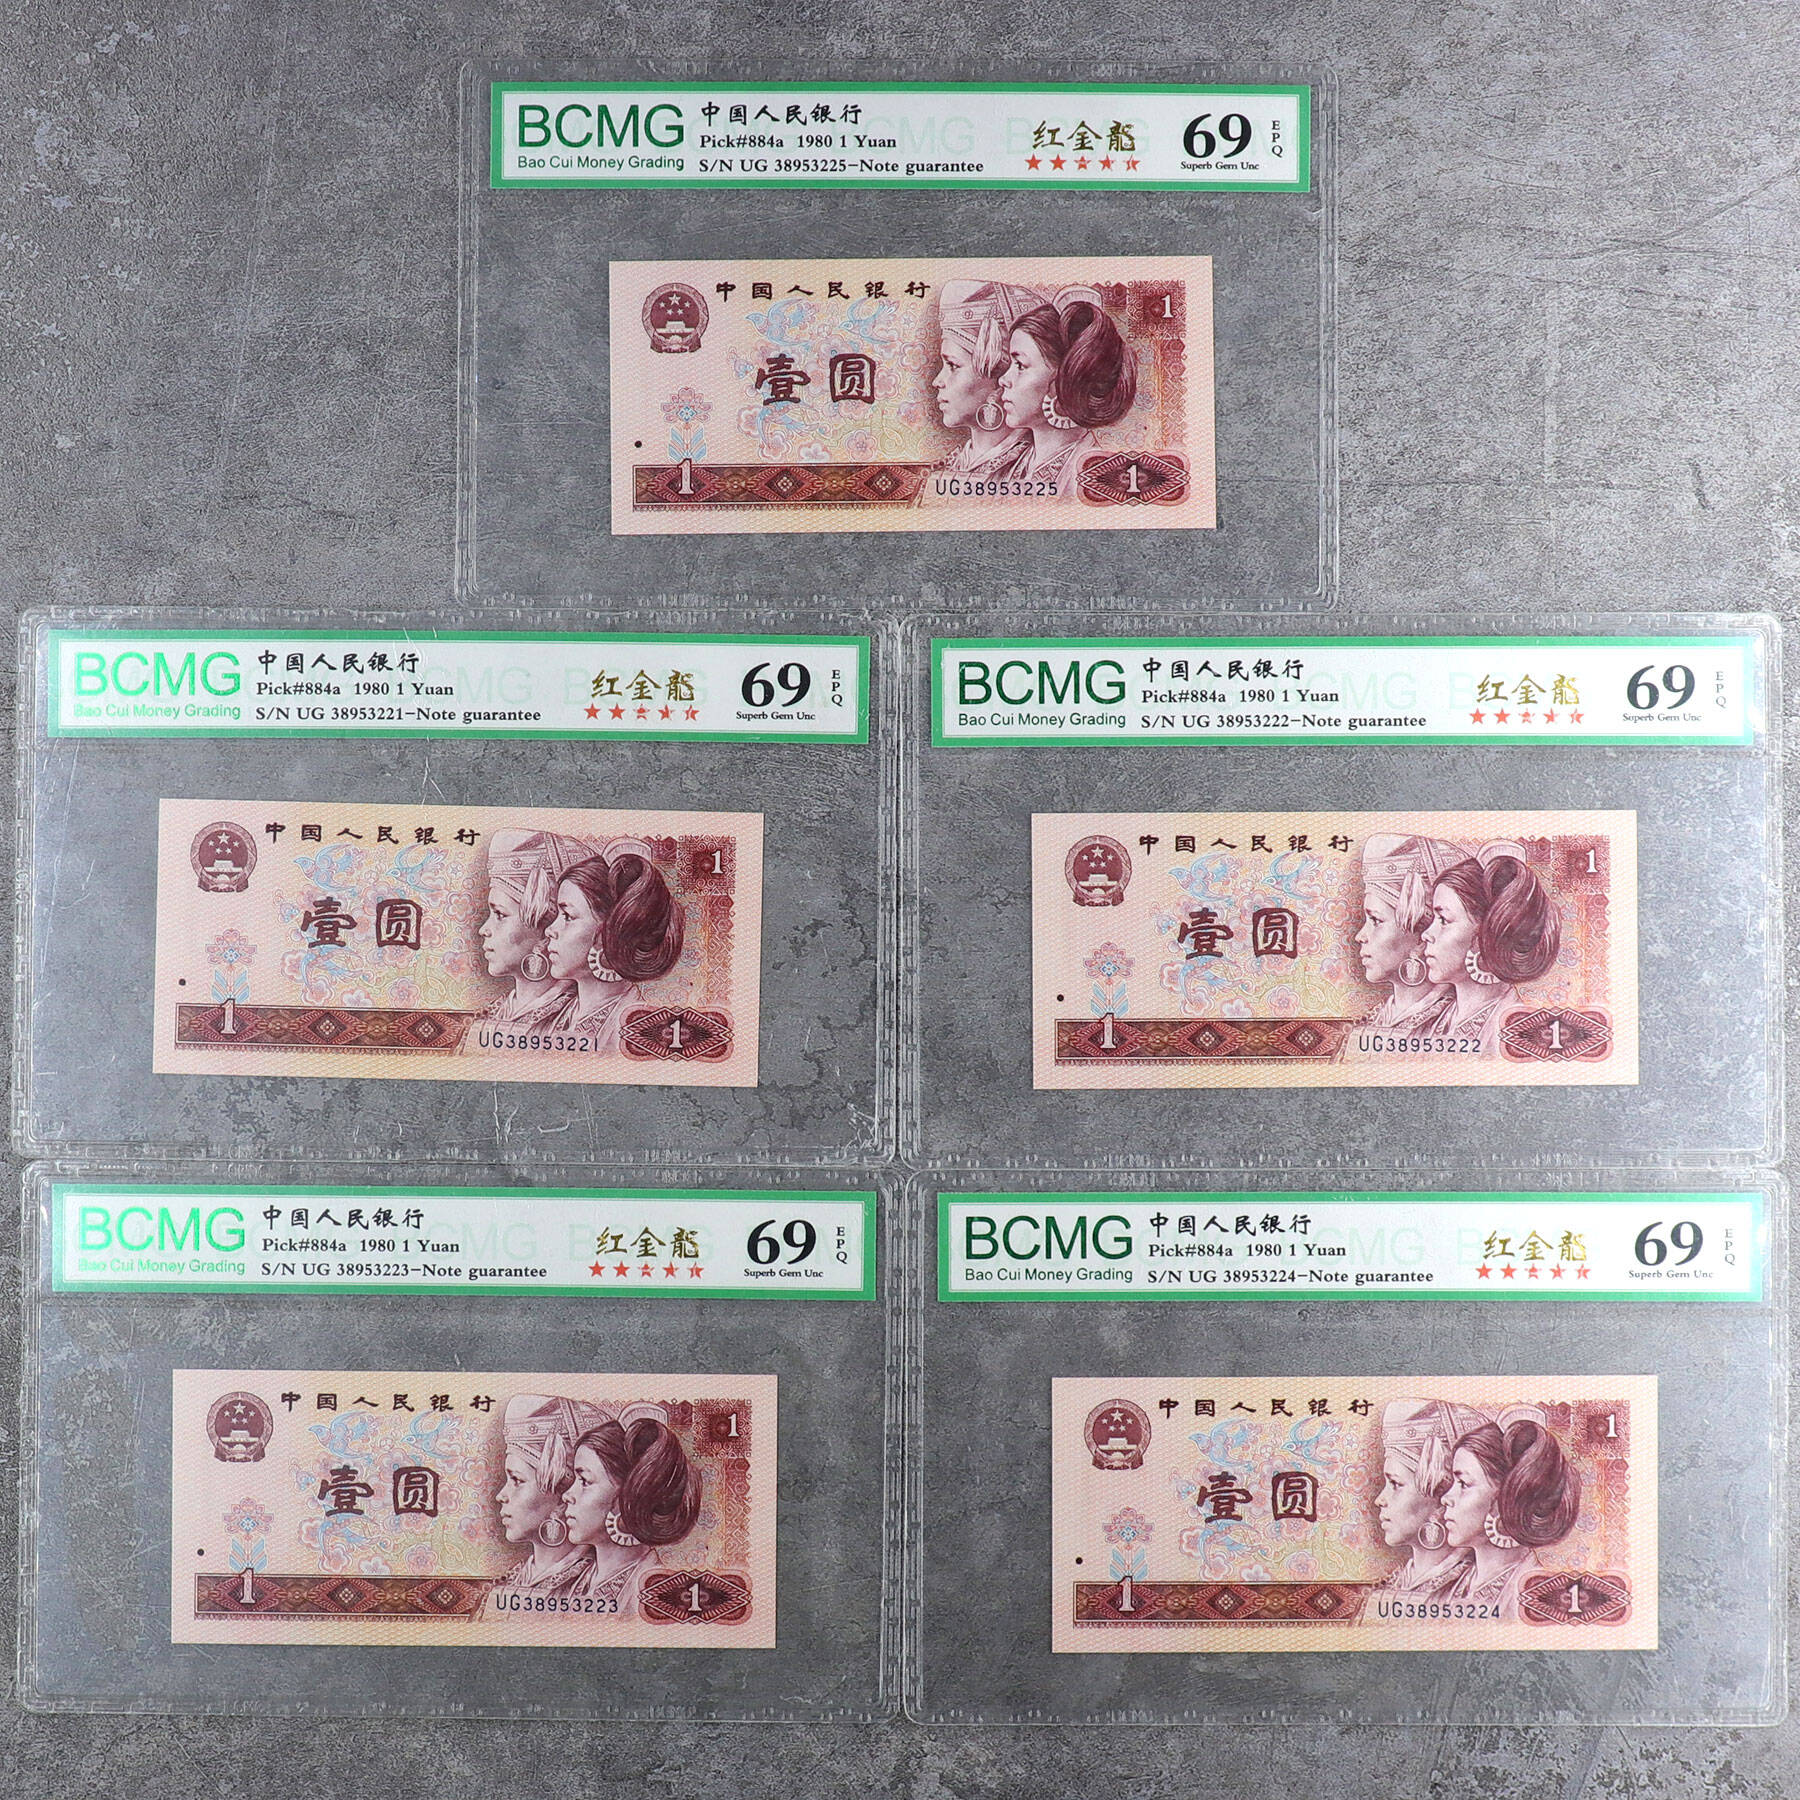 BCMG
Bao Cui Money Grading
中国人民银行
Pick#884a 1980 1 Yuan
S/N UG 38953225-Note guarantee
红金龍
69
EPQ
Superb Gem Unc
中国人民银行
1
壹圆
1
UG38953225
1
BCMG
Bao Cui Money Grading
中国人民银行
Pick#884a 1980 1 Yuan
S/N UG 38953221-Note guarantee
红金龍
69
EPQ
Superb Gem Unc
中国人民银行
1
壹圆
1
UG38953221
1
BCMG
Bao Cui Money Grading
中国人民银行
Pick#884a 1980 1 Yuan
S/N UG 38953222-Note guarantee
红金龍
69
EPQ
Superb Gem Unc
中国人民银行
1
壹圆
1
UG38953222
1
BCMG
Bao Cui Money Grading
中国人民银行
Pick#884a 1980 1 Yuan
S/N UG 38953223-Note guarantee
红金龍
69
EPQ
Superb Gem Unc
中国人民银行
1
壹圆
1
UG38953223
1
BCMG
Bao Cui Money Grading
中国人民银行
Pick#884a 1980 1 Yuan
S/N UG 38953224-Note guarantee
红金龍
69
EPQ
Superb Gem Unc
中国人民银行
1
壹圆
1
UG38953224
1